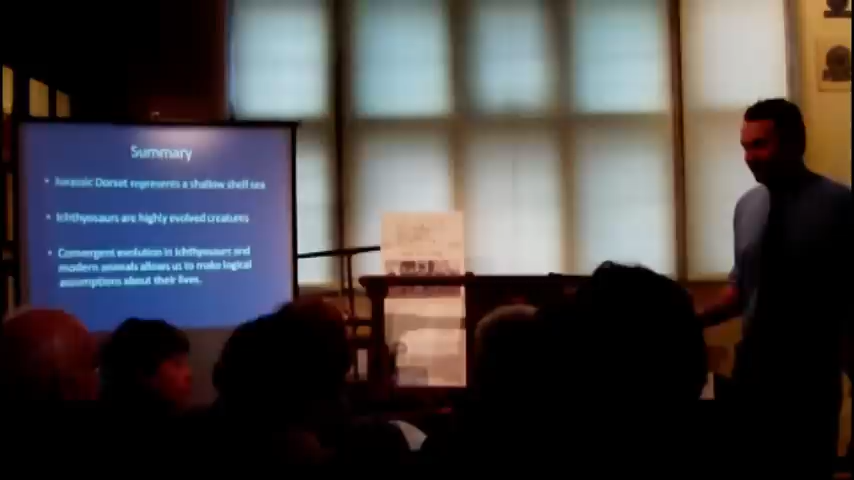 Summary
• Jurassic Dorset represents a shallow shelf sea
• Ichthyosaurs are highly evolved creatures
• Convergent evolution in Ichthyosaurs and
modern animals allows us to make logical
assumptions about their lives.